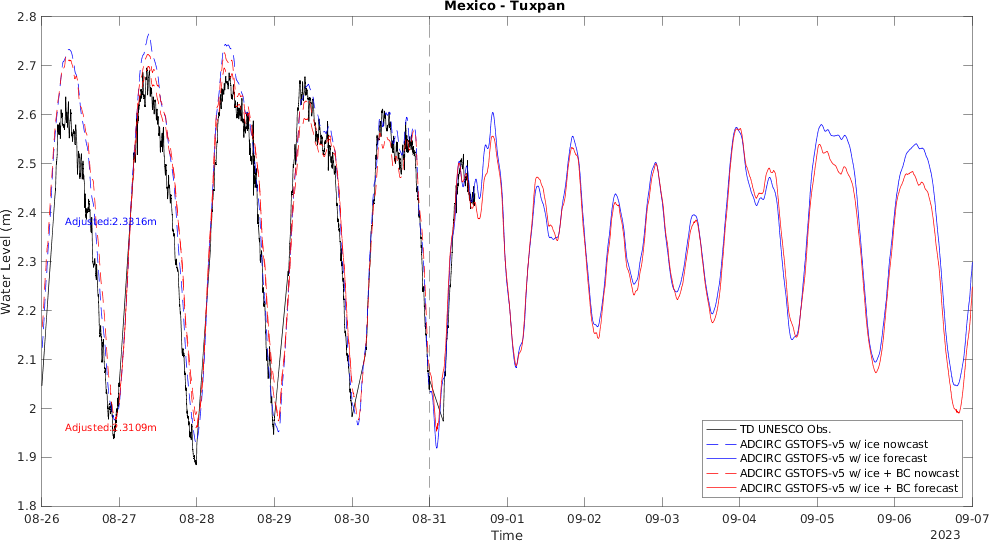 Mexico - Tuxpan
2.8
2.7
2.6
2.5
2.4
2.3
2.2
2.1
2
1.9
1.8
Water Level (m)
Adjusted:2.3316m
Adjusted:2.3109m
TD UNESCO Obs.
ADCIRC GSTOFS-v5 w/ ice nowcast
ADCIRC GSTOFS-v5 w/ ice forecast
ADCIRC GSTOFS-v5 w/ ice + BC nowcast
ADCIRC GSTOFS-v5 w/ ice + BC forecast
08-26 08-27 08-28 08-29 08-30 08-31 09-01 09-02 09-03 09-04 09-05 09-06 09-07
Time
2023